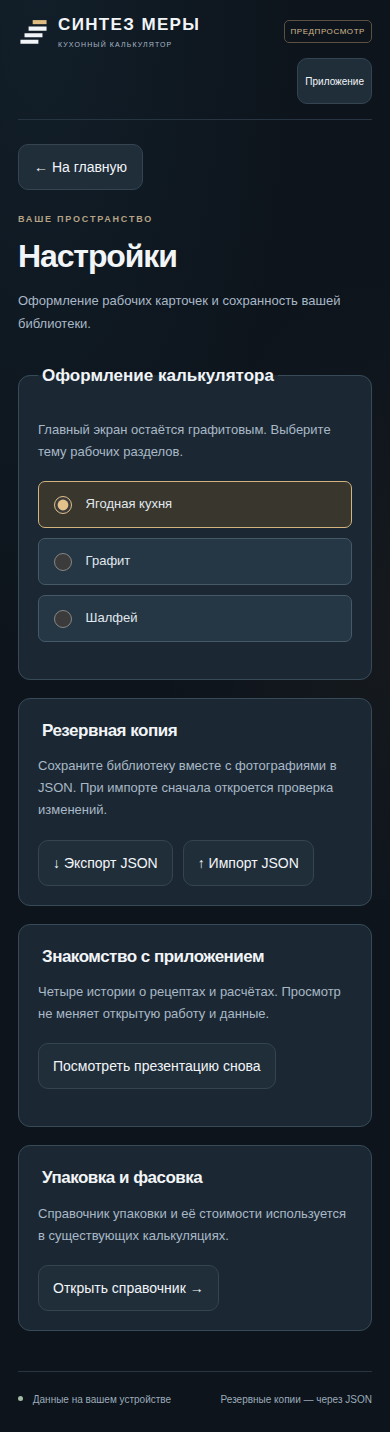 СИНТЕЗ МЕРЫ
КУХОННЫЙ КАЛЬКУЛЯТОР
ПРЕДПРОСМОТР
Приложение
← На главную
ВАШЕ ПРОСТРАНСТВО
Настройки
Оформление рабочих карточек и сохранность вашей
библиотеки.
Оформление калькулятора
Главный экран остаётся графитовым. Выберите
тему рабочих разделов.
Ягодная кухня
Графит
Шалфей
Резервная копия
Сохраните библиотеку вместе с фотографиями в
JSON. При импорте сначала откроется проверка
изменений.
↓ Экспорт JSON
↑ Импорт JSON
Знакомство с приложением
Четыре истории о рецептах и расчётах. Просмотр
не меняет открытую работу и данные.
Посмотреть презентацию снова
Упаковка и фасовка
Справочник упаковки и её стоимости используется
в существующих калькуляциях.
Открыть справочник →
Данные на вашем устройстве
Резервные копии — через JSON